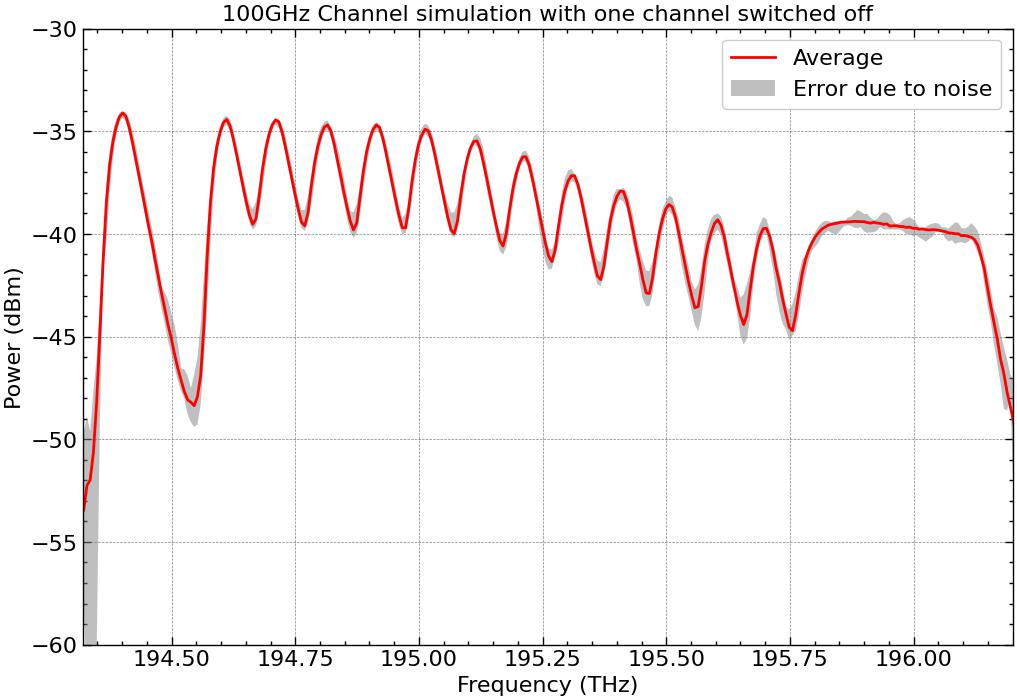 100GHz Channel simulation with one channel switched off
Average
Error due to noise
Power (dBm)
−30
−35
−40
−45
−50
−55
−60
194.50 194.75 195.00 195.25 195.50 195.75 196.00
Frequency (THz)